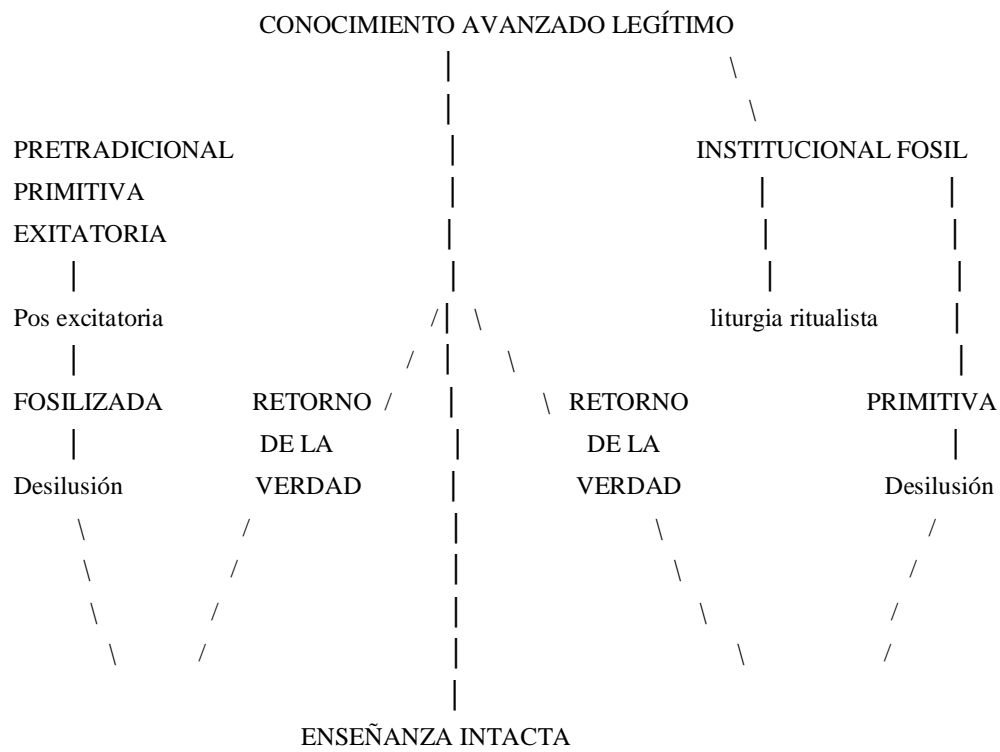 CONOCIMIENTO AVANZADO LEGÍTIMO
PRETRADICIONAL INSTITUCIONAL FOSIL
PRIMITIVA
EXITATORIA
Pos excitatoria liturgia ritualista
FOSILIZADA RETORNO RETORNO PRIMITIVA
DE LA DE LA
Desilusión VERDAD VERDAD Desilusión
ENSEÑANZA INTACTA